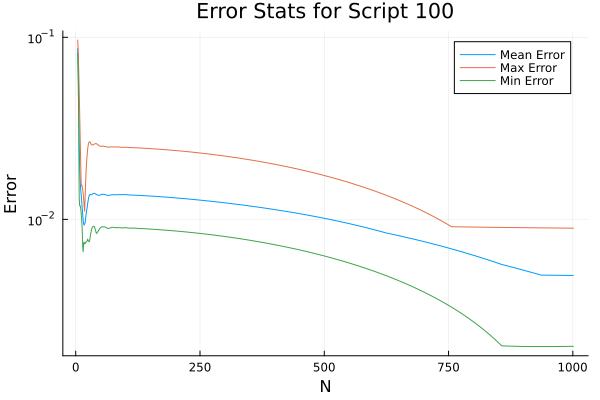 Error Stats for Script 100
10⁻¹
Mean Error
Max Error
Min Error
Error
10⁻²
0
250
500
750
1000
N